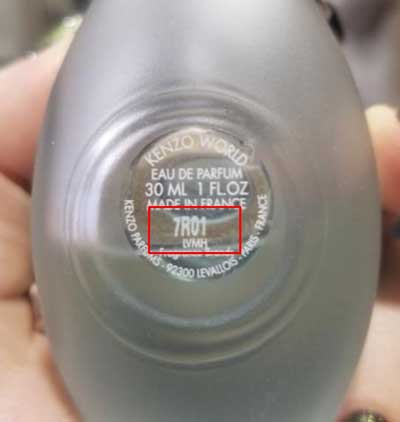 KENZO WORLD
EAU DE PARFUM
30 ML 1 FL.OZ
MADE IN FRANCE
7R01
LVMH
KENZO PARFUMS - 92300 LEVALLOIS - PARIS - FRANCE